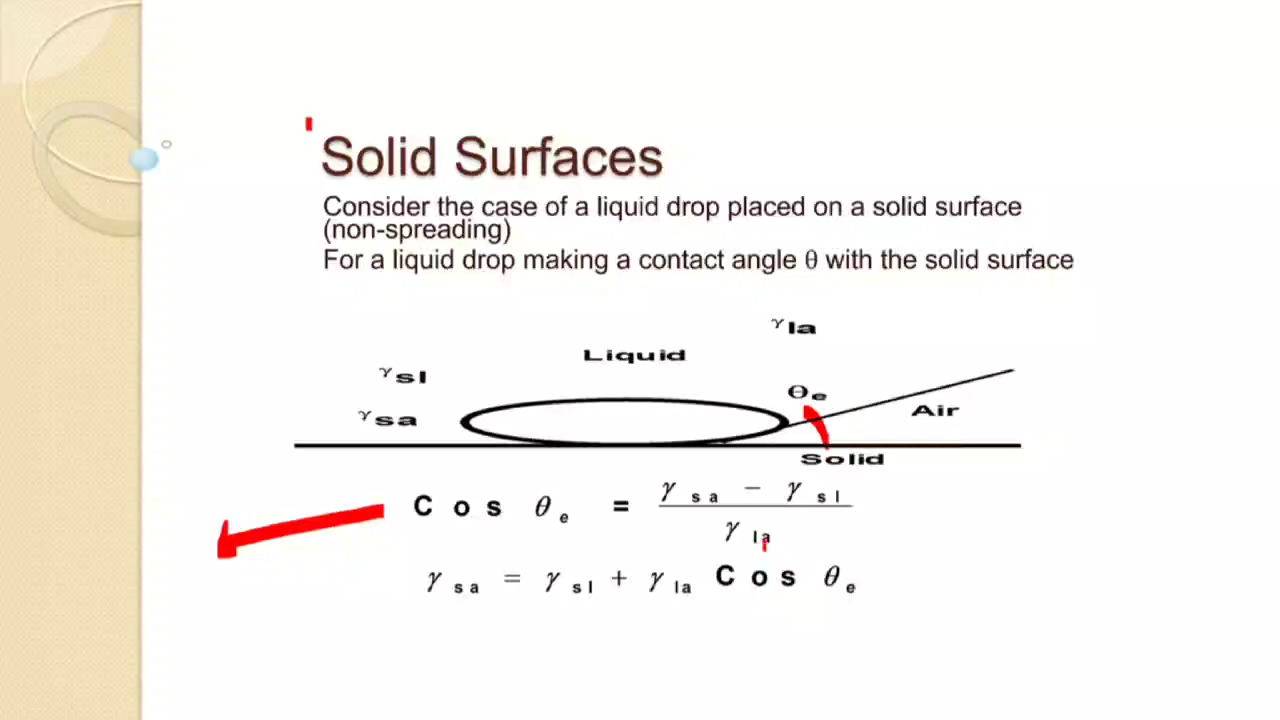 Solid Surfaces
Consider the case of a liquid drop placed on a solid surface
(non-spreading)
For a liquid drop making a contact angle θ with the solid surface
γla
Liquid
γsl
θe
γsa
Air
Solid
Cos θe = (γsa − γsl) / γla
γsa = γsl + γla Cos θe